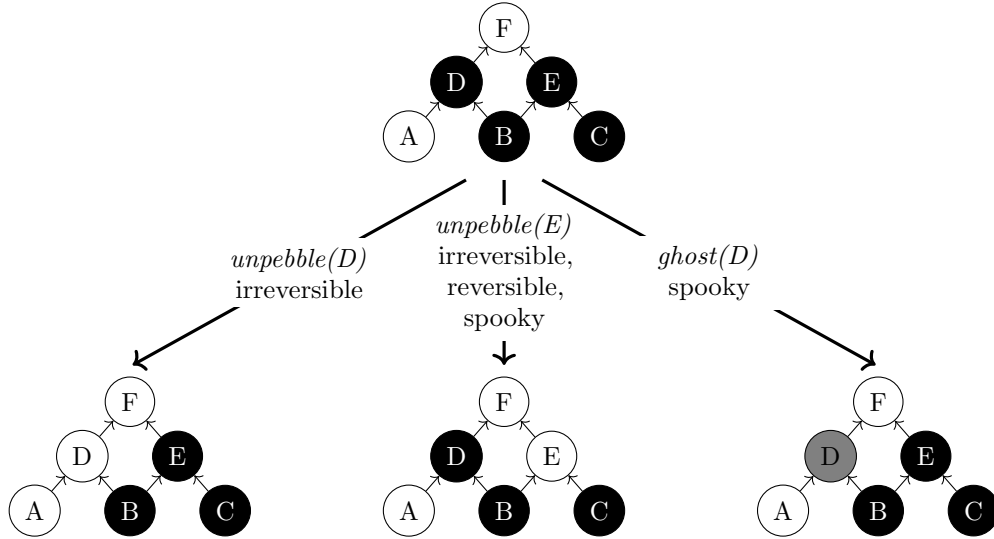 F
D E
A B C
unpebble(D)
irreversible
unpebble(E)
irreversible,
reversible,
spooky
ghost(D)
spooky
F
D E
A B C
F
D E
A B C
F
D E
A B C